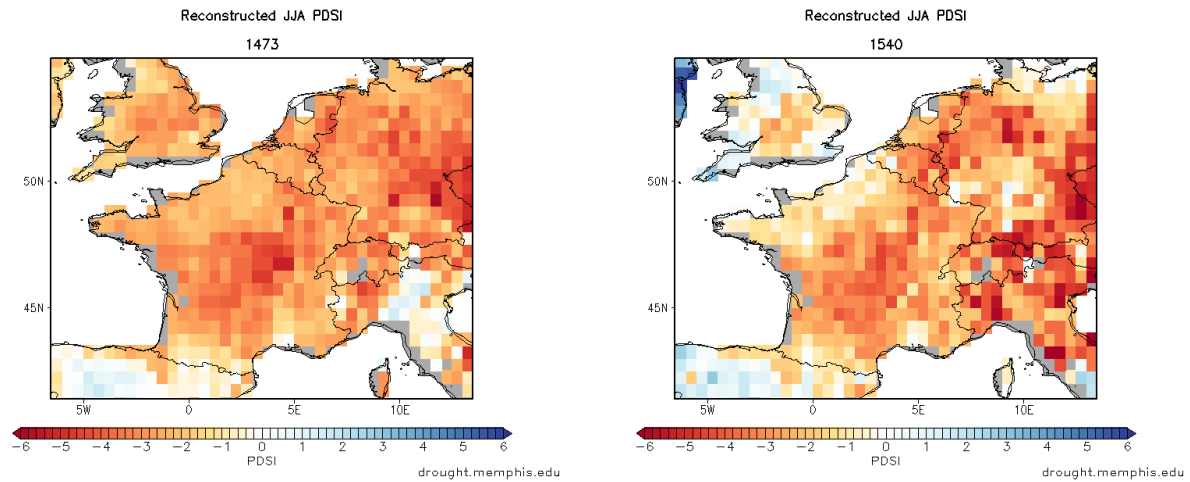 Reconstructed JJA PDSI
1473
50N
45N
5W 0 5E 10E
-6 -5 -4 -3 -2 -1 0 1 2 3 4 5 6
PDSI
drought.memphis.edu
Reconstructed JJA PDSI
1540
50N
45N
5W 0 5E 10E
-6 -5 -4 -3 -2 -1 0 1 2 3 4 5 6
PDSI
drought.memphis.edu